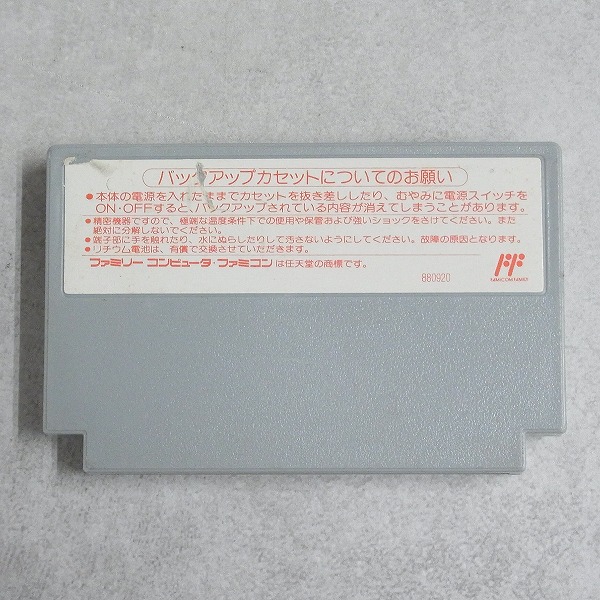 バックアップカセットについてのお願い
●本体の電源を入れたままでカセットを抜き差ししたり、むやみに電源スイッチを
ON・OFFすると、バックアップされている内容が消えてしまうことがあります。
●精密機器ですので、極端な温度条件下での使用や保管および強いショックをさけてください。また
絶対に分解しないでください。
●端子部に手を触れたり、水にぬらしたりして汚さないようにしてください。故障の原因となります。
●リチウム電池は、有償で交換させていただきます。
ファミリーコンピュータ・ファミコンは任天堂の商標です。
FAMICOM FAMILY
880920